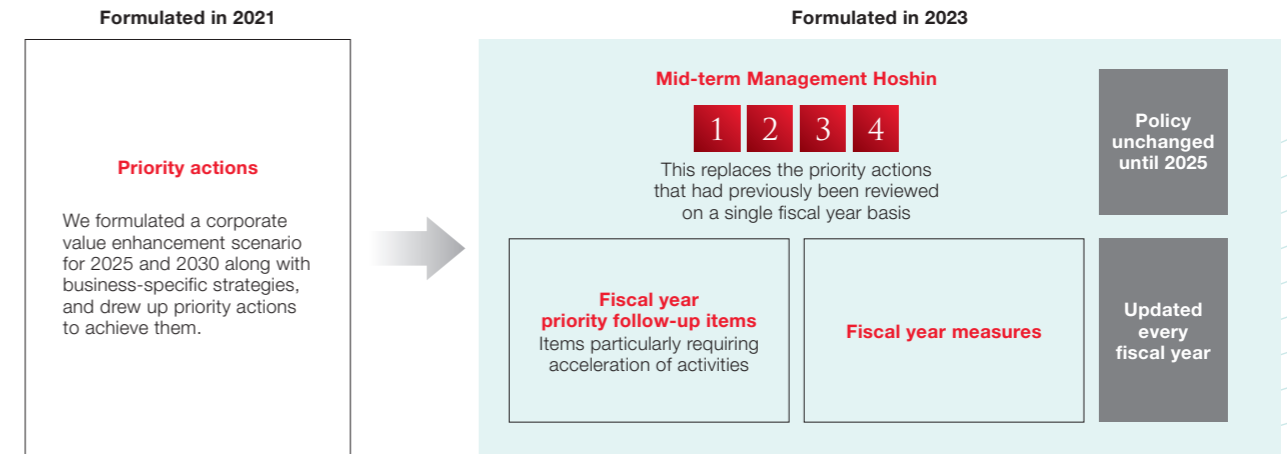 Formulated in 2021
Priority actions
We formulated a corporate
value enhancement scenario
for 2025 and 2030 along with
business-specific strategies,
and drew up priority actions
to achieve them.
Formulated in 2023
Mid-term Management Hoshin
1 2 3 4
This replaces the priority actions
that had previously been reviewed
on a single fiscal year basis
Policy
unchanged
until 2025
Fiscal year
priority follow-up items
Items particularly requiring
acceleration of activities
Fiscal year measures
Updated
every
fiscal year